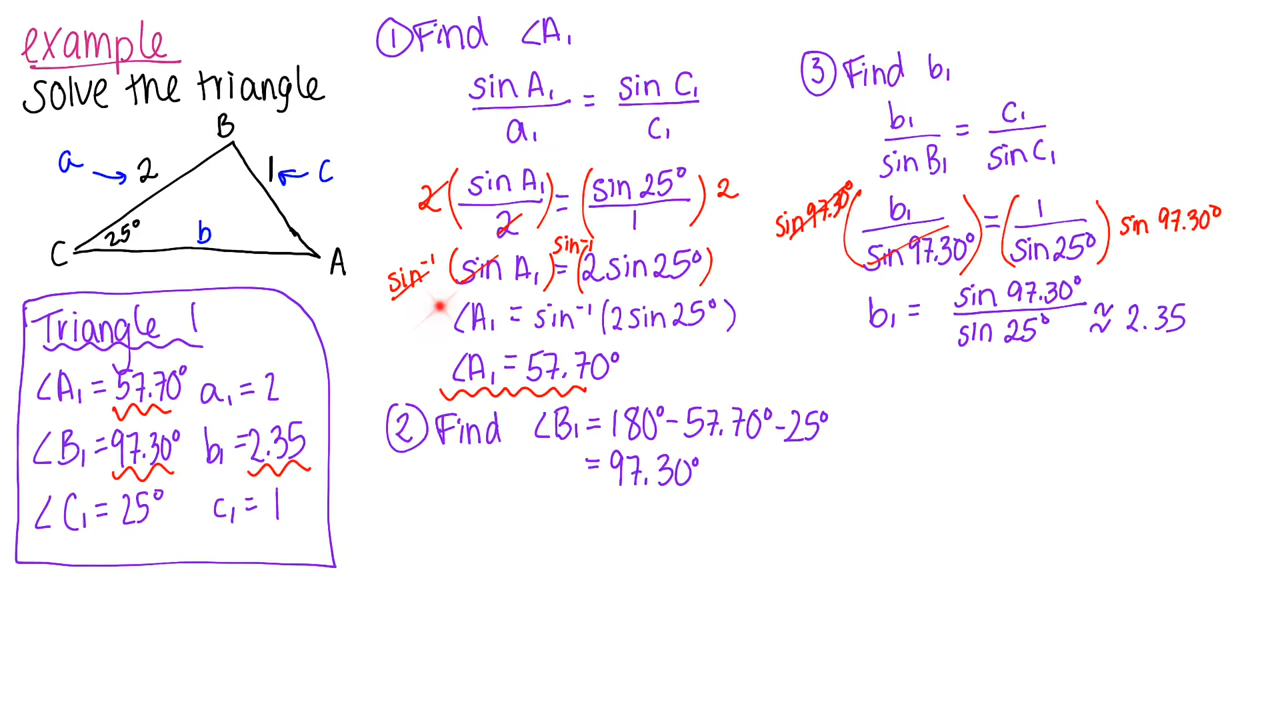 example
solve the triangle
B
a → 2
1 ← c
25°
b
C
A
Triangle 1
∠A₁ = 57.70° a₁ = 2
∠B₁ = 97.30° b₁ = 2.35
∠C₁ = 25° c₁ = 1
① Find ∠A₁
sin A₁/a₁ = sin C₁/c₁
2(sin A₁/2) = (sin 25°/1) 2
sin⁻¹(sin A₁) = sin⁻¹(2 sin 25°)
∠A₁ = sin⁻¹(2 sin 25°)
∠A₁ = 57.70°
② Find ∠B₁ = 180° - 57.70° - 25°
= 97.30°
③ Find b₁
b₁/sin B₁ = c₁/sin C₁
sin 97.30° (b₁/sin 97.30°) = (1/sin 25°) sin 97.30°
b₁ = sin 97.30°/sin 25° ≈ 2.35